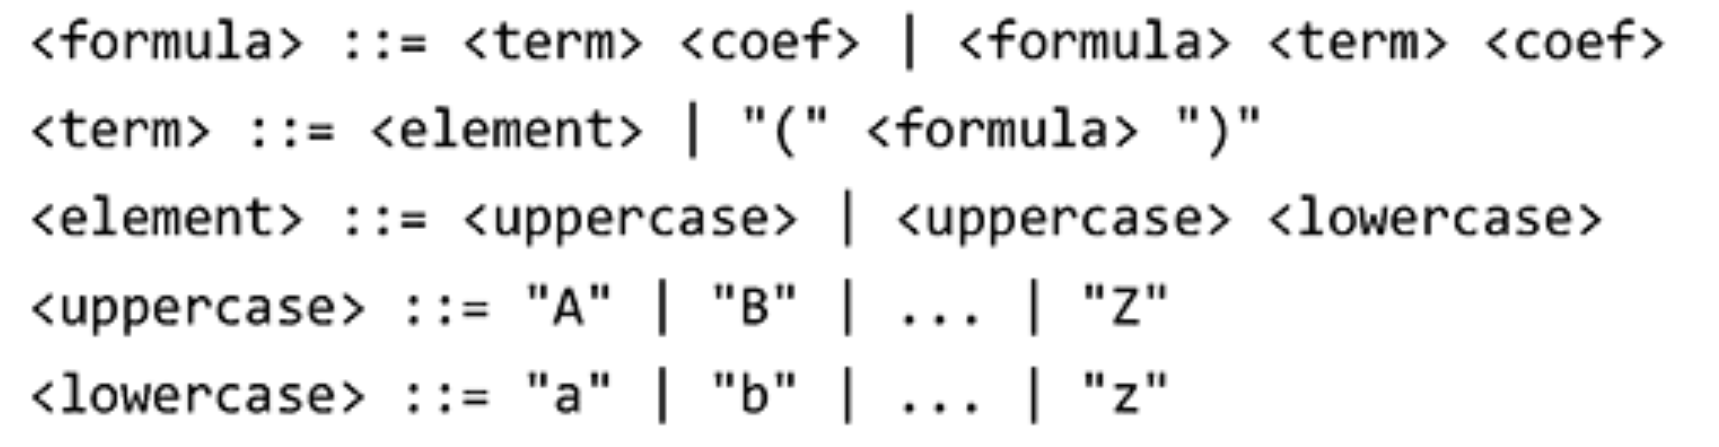 <formula> ::= <term> <coef> | <formula> <term> <coef>
<term> ::= <element> | "(" <formula> ")"
<element> ::= <uppercase> | <uppercase> <lowercase>
<uppercase> ::= "A" | "B" | ... | "Z"
<lowercase> ::= "a" | "b" | ... | "z"